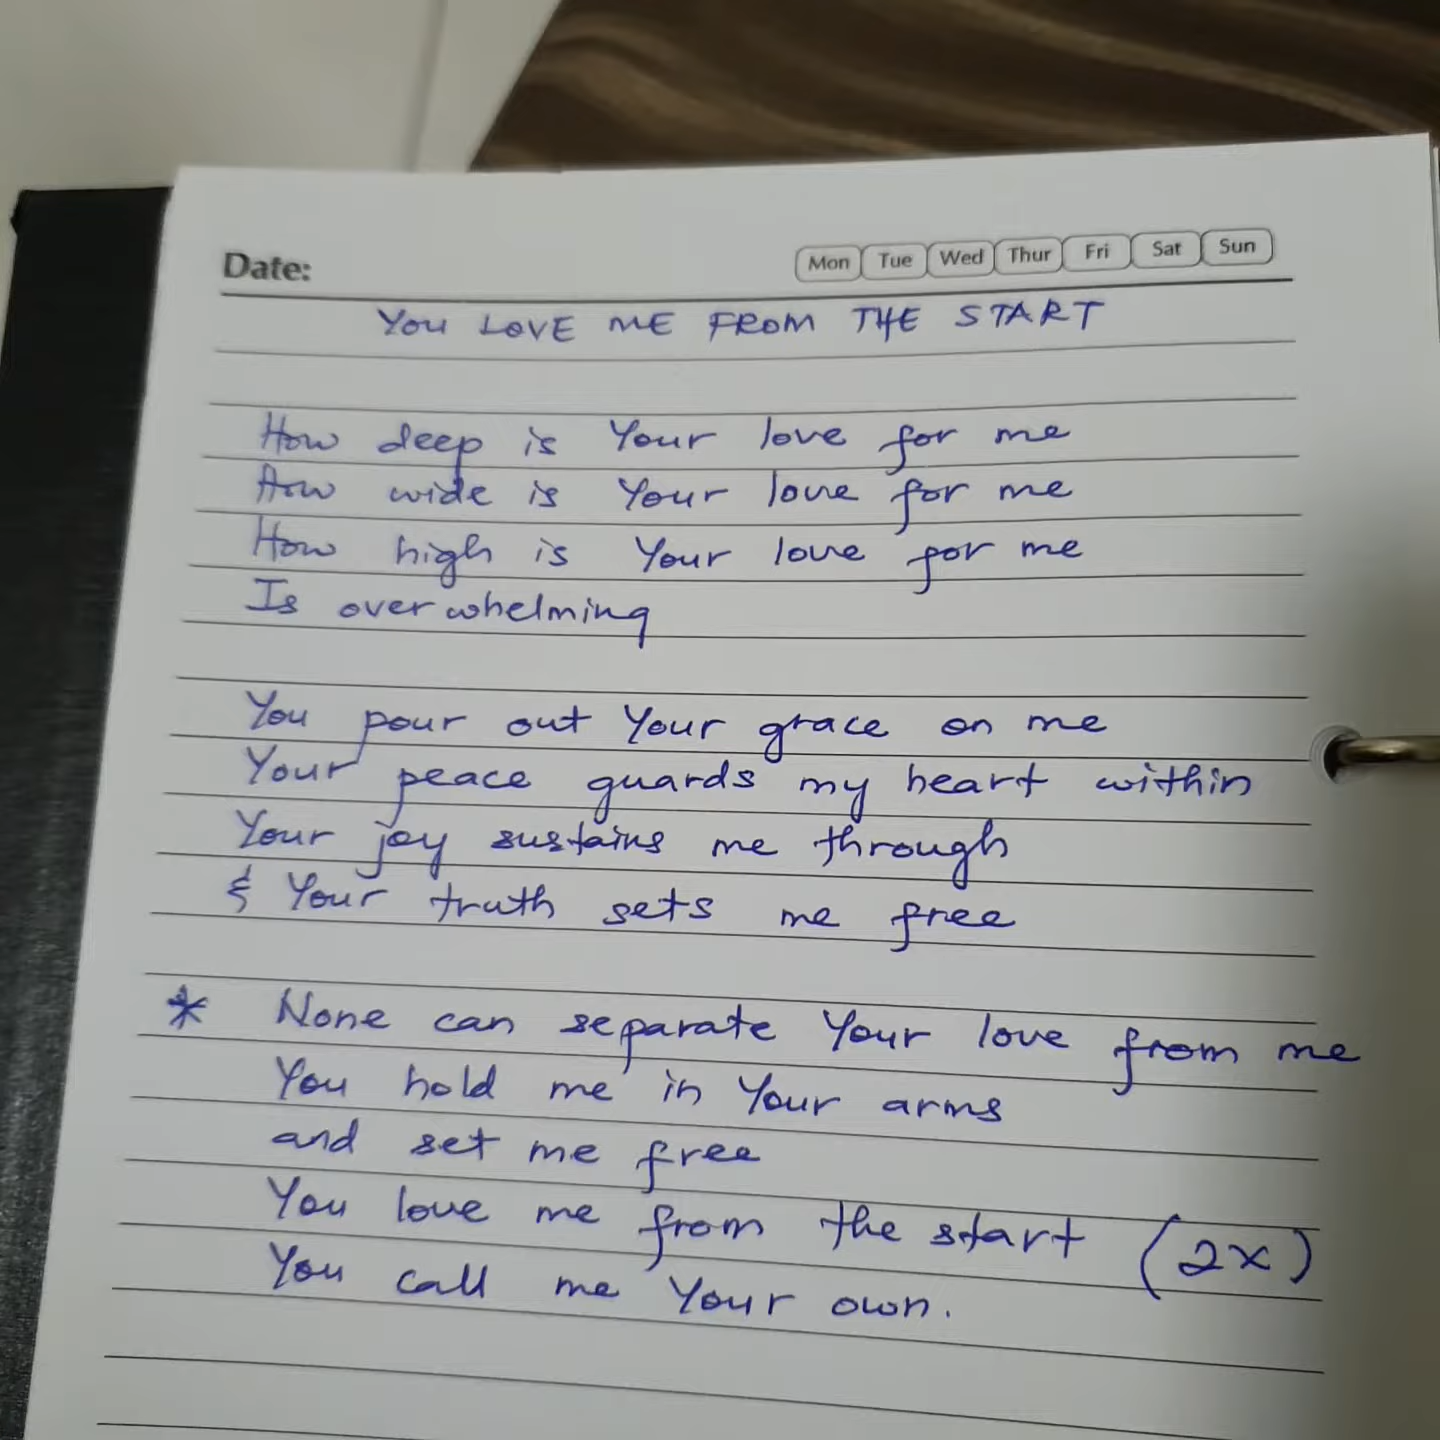 Date: Mon Tue Wed Thur Fri Sat Sun
YOU LOVE ME FROM THE START
How deep is Your love for me
How wide is Your love for me
How high is Your love for me
Is overwhelming
You pour out Your grace on me
Your peace guards my heart within
Your joy sustains me through
& Your truth sets me free
* None can separate Your love from me
You hold me in Your arms
and set me free
You love me from the start (2x)
You call me Your own.